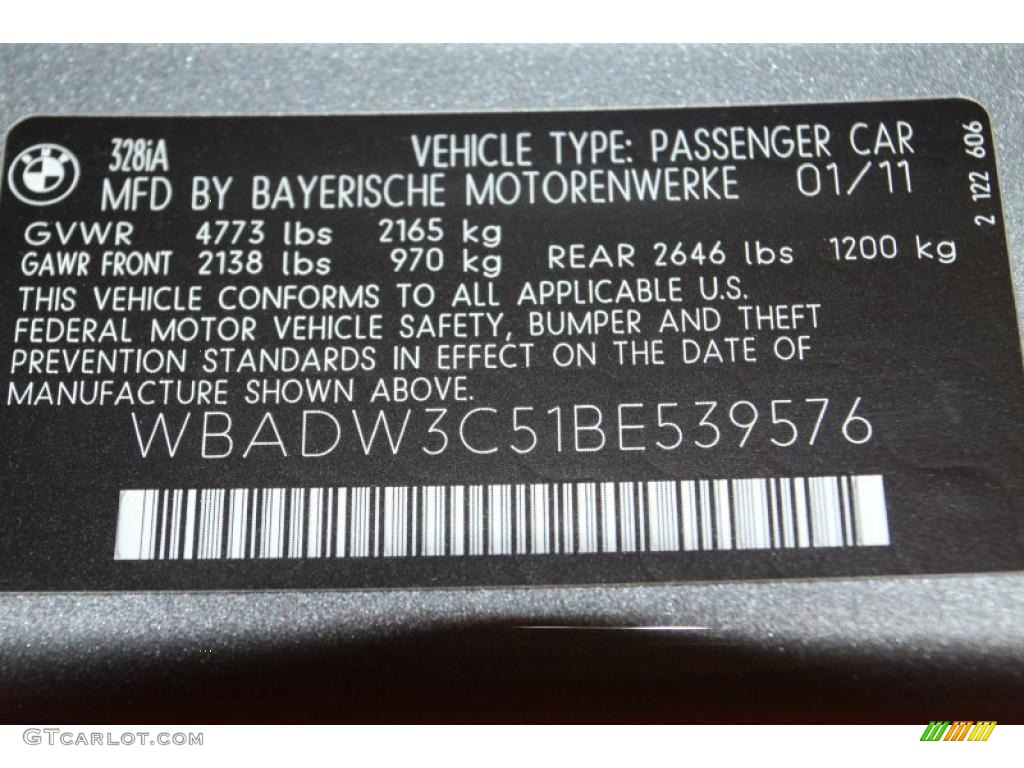 328iA
VEHICLE TYPE: PASSENGER CAR
MFD BY BAYERISCHE MOTORENWERKE 01/11
GVWR 4773 lbs 2165 kg
GAWR FRONT 2138 lbs 970 kg REAR 2646 lbs 1200 kg
THIS VEHICLE CONFORMS TO ALL APPLICABLE U.S.
FEDERAL MOTOR VEHICLE SAFETY, BUMPER AND THEFT
PREVENTION STANDARDS IN EFFECT ON THE DATE OF
MANUFACTURE SHOWN ABOVE.
WBADW3C51BE539576
2 122 606
GTCARLOT.COM